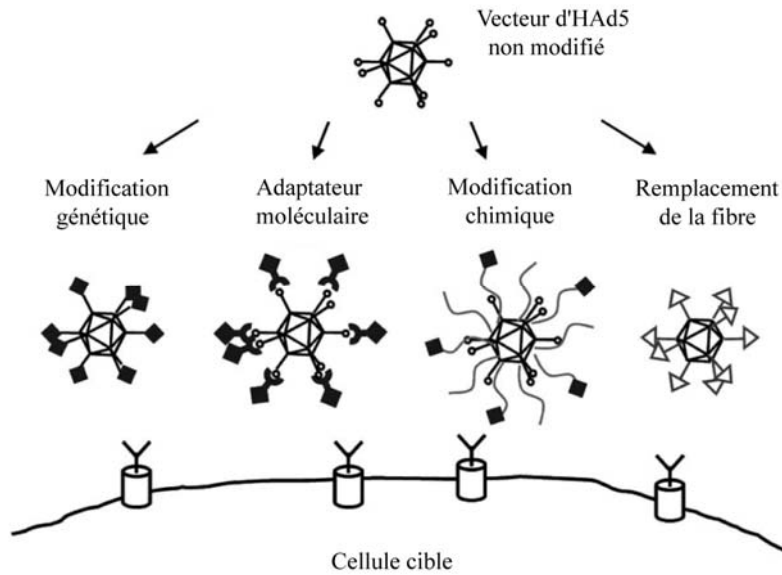 Vecteur d'HAd5
non modifié
Modification
génétique
Adaptateur
moléculaire
Modification
chimique
Remplacement
de la fibre
Cellule cible